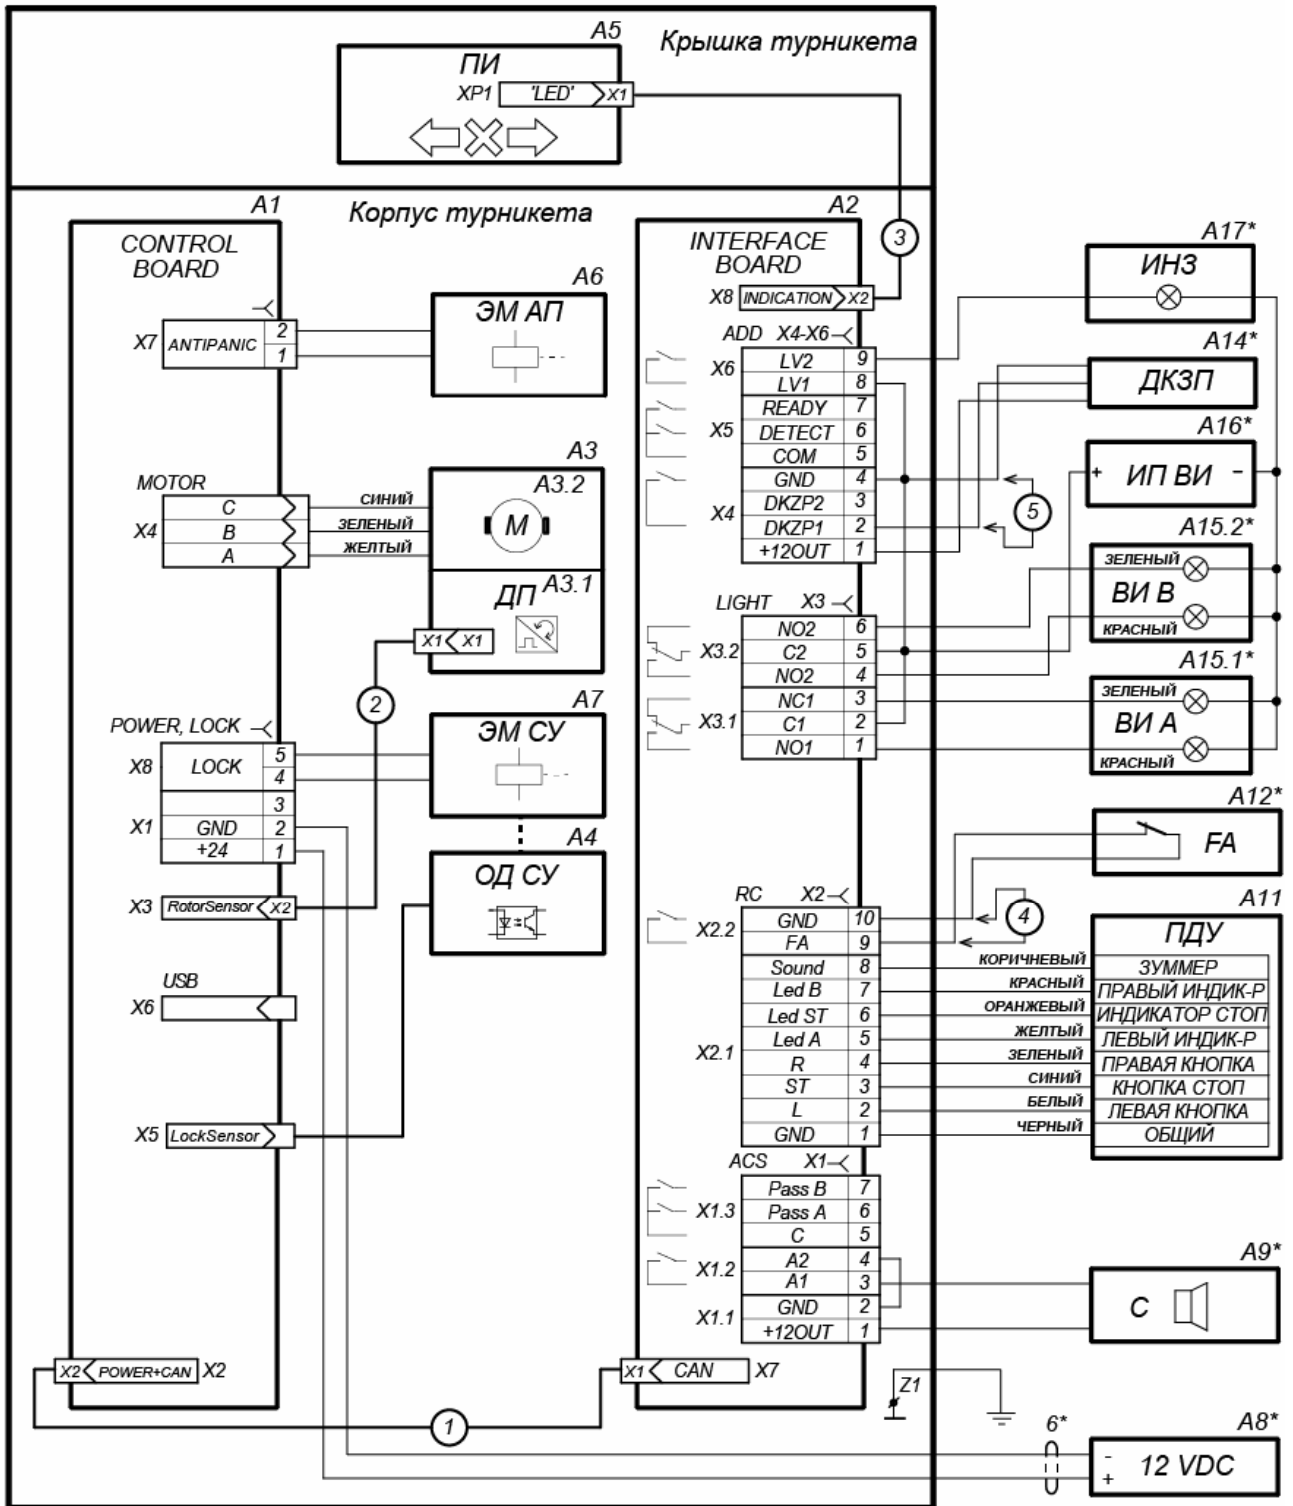 Крышка турникета
A5
ПИ
XP1 'LED' X1
Корпус турникета
A1
CONTROL
BOARD
X7 ANTIPANIC
2
1
A6
ЭМ АП
MOTOR
X4
C
B
A
СИНИЙ
ЗЕЛЕНЫЙ
ЖЕЛТЫЙ
A3
A3.2
M
A3.1
ДП
X1 X1
2
POWER, LOCK
X8 LOCK
5
4
3
X1 GND 2
+24 1
A7
ЭМ СУ
A4
ОД СУ
X3 RotorSensor X2
USB
X6
X5 LockSensor
X2 POWER+CAN X2
1
A2
INTERFACE
BOARD
3
X8 INDICATION X2
ADD X4-X6
X6
LV2 9
LV1 8
X5
READY 7
DETECT 6
COM 5
X4
GND 4
DKZP2 3
DKZP1 2
+12OUT 1
5
LIGHT X3
X3.2
NO2 6
C2 5
NO2 4
X3.1
NC1 3
C1 2
NO1 1
RC X2
X2.2
GND 10
FA 9
4
X2.1
Sound 8 КОРИЧНЕВЫЙ
Led B 7 КРАСНЫЙ
Led ST 6 ОРАНЖЕВЫЙ
Led A 5 ЖЕЛТЫЙ
R 4 ЗЕЛЕНЫЙ
ST 3 СИНИЙ
L 2 БЕЛЫЙ
GND 1 ЧЕРНЫЙ
ACS X1
X1.3
Pass B 7
Pass A 6
C 5
X1.2
A2 4
A1 3
X1.1
GND 2
+12OUT 1
X1 CAN X7
Z1
A17*
ИНЗ
A14*
ДКЗП
A16*
+ ИП ВИ -
A15.2*
ЗЕЛЕНЫЙ
ВИ В
КРАСНЫЙ
A15.1*
ЗЕЛЕНЫЙ
ВИ А
КРАСНЫЙ
A12*
FA
A11
ПДУ
ЗУММЕР
ПРАВЫЙ ИНДИК-Р
ИНДИКАТОР СТОП
ЛЕВЫЙ ИНДИК-Р
ПРАВАЯ КНОПКА
КНОПКА СТОП
ЛЕВАЯ КНОПКА
ОБЩИЙ
A9*
С
6*
A8*
-
+
12 VDC